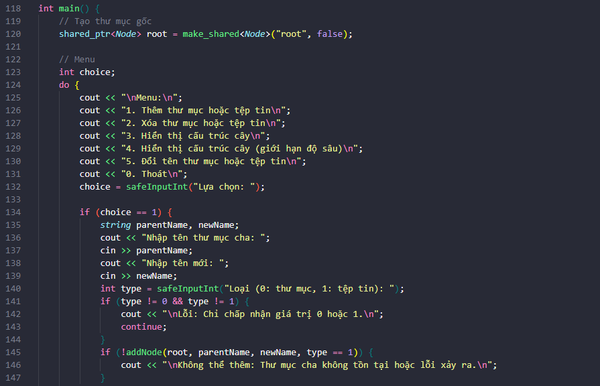 118 int main() {
119 // Tạo thư mục gốc
120 shared_ptr<Node> root = make_shared<Node>("root", false);
121
122 // Menu
123 int choice;
124 do {
125 cout << "\nMenu:\n";
126 cout << "1. Thêm thư mục hoặc tệp tin\n";
127 cout << "2. Xóa thư mục hoặc tệp tin\n";
128 cout << "3. Hiển thị cấu trúc cây\n";
129 cout << "4. Hiển thị cấu trúc cây (giới hạn độ sâu)\n";
130 cout << "5. Đổi tên thư mục hoặc tệp tin\n";
131 cout << "0. Thoát\n";
132 choice = safeInputInt("Lựa chọn: ");
133
134 if (choice == 1) {
135 string parentName, newName;
136 cout << "Nhập tên thư mục cha: ";
137 cin >> parentName;
138 cout << "Nhập tên mới: ";
139 cin >> newName;
140 int type = safeInputInt("Loại (0: thư mục, 1: tệp tin): ");
141 if (type != 0 && type != 1) {
142 cout << "\nLỗi: Chỉ chấp nhận giá trị 0 hoặc 1.\n";
143 continue;
144 }
145 if (!addNode(root, parentName, newName, type == 1)) {
146 cout << "\nKhông thể thêm: Thư mục cha không tồn tại hoặc lỗi xảy ra.\n";
147 }